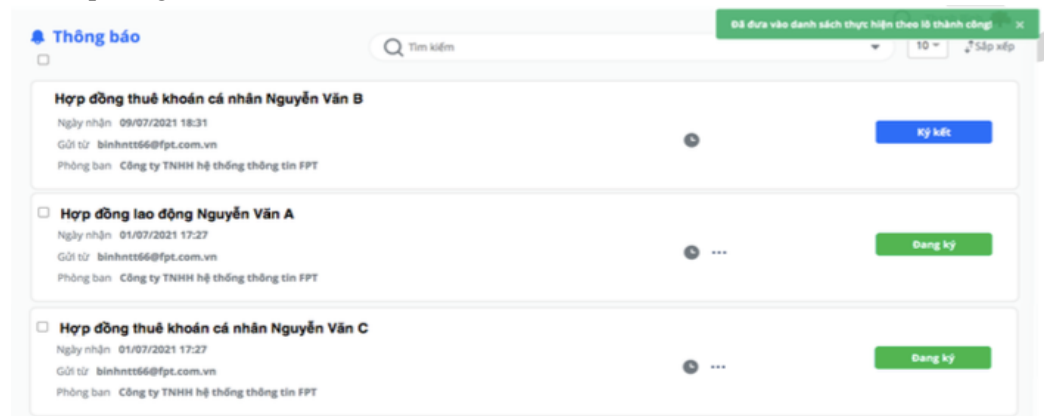 Đã đưa vào danh sách thực hiện theo lô thành công! ×
Thông báo
Tìm kiếm
10
Sắp xếp
Hợp đồng thuê khoán cá nhân Nguyễn Văn B
Ngày nhận 09/07/2021 18:31
Gửi từ binhntt66@fpt.com.vn
Phòng ban Công ty TNHH hệ thống thông tin FPT
Ký kết
Hợp đồng lao động Nguyễn Văn A
Ngày nhận 01/07/2021 17:27
Gửi từ binhntt66@fpt.com.vn
Phòng ban Công ty TNHH hệ thống thông tin FPT
Đang ký
Hợp đồng thuê khoán cá nhân Nguyễn Văn C
Ngày nhận 01/07/2021 17:27
Gửi từ binhntt66@fpt.com.vn
Phòng ban Công ty TNHH hệ thống thông tin FPT
Đang ký